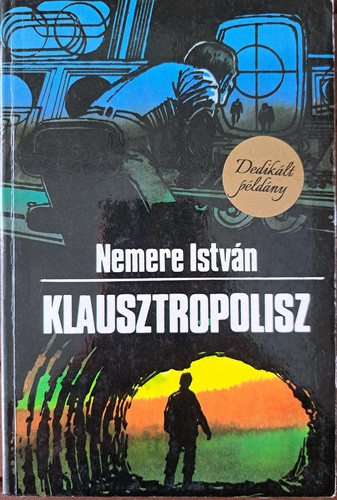 Dedikált
példány
Nemere István
KLAUSZTROPOLISZ